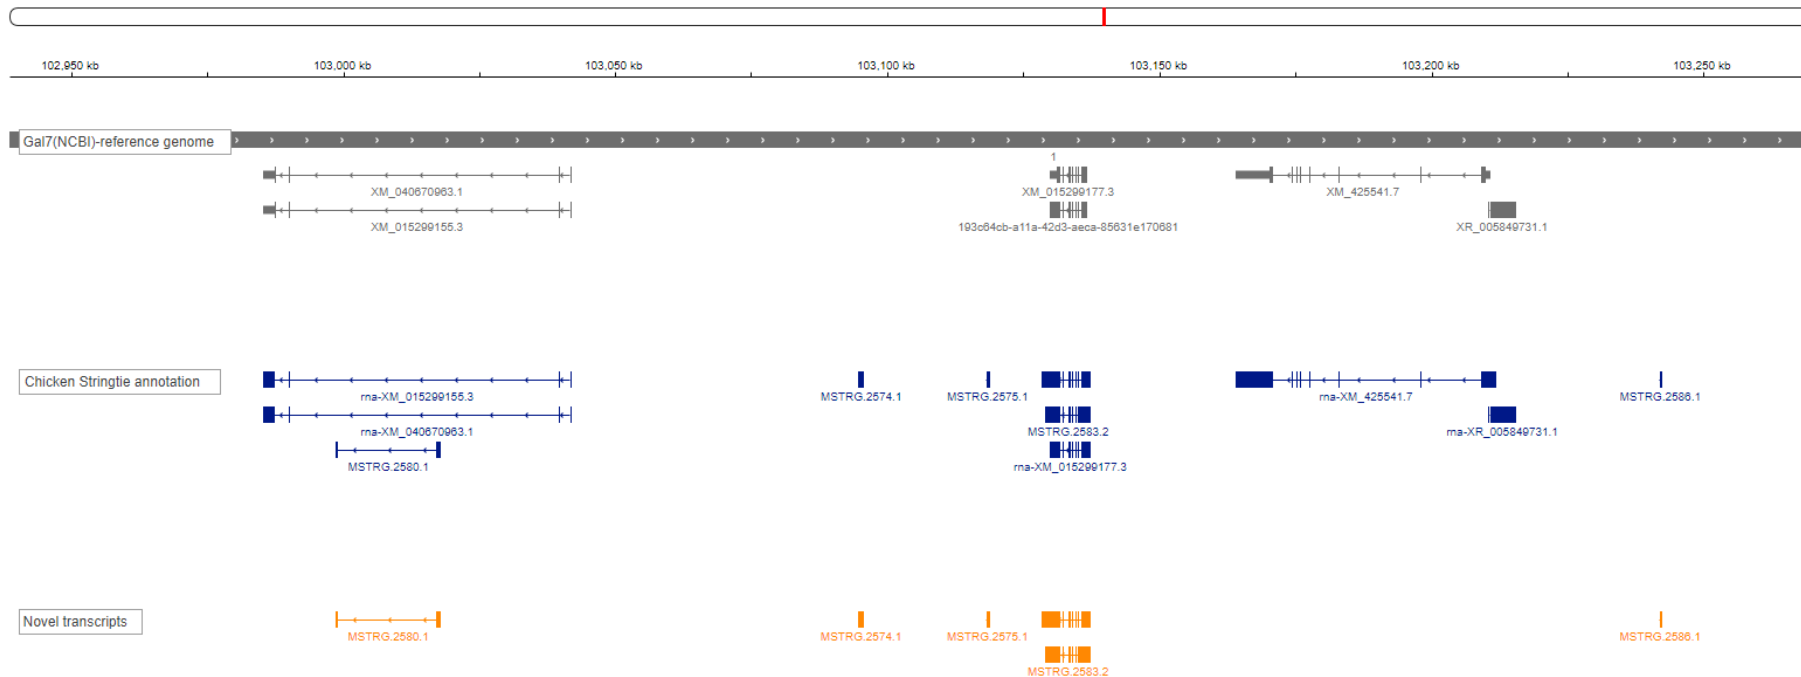 102,950 kb 103,000 kb 103,050 kb 103,100 kb 103,150 kb 103,200 kb 103,250 kb
Gal7(NCBI)-reference genome
1
XM_040670963.1 XM_015299177.3 XM_425541.7
XM_015299155.3 193c64cb-a11a-42d3-aeca-85631e170681 XR_005849731.1
Chicken Stringtie annotation
rna-XM_015299155.3 MSTRG.2574.1 MSTRG.2575.1 rna-XM_425541.7 MSTRG.2586.1
rna-XM_040670963.1 MSTRG.2583.2 rna-XR_005849731.1
MSTRG.2580.1 rna-XM_015299177.3
Novel transcripts
MSTRG.2580.1 MSTRG.2574.1 MSTRG.2575.1 MSTRG.2586.1
MSTRG.2583.2